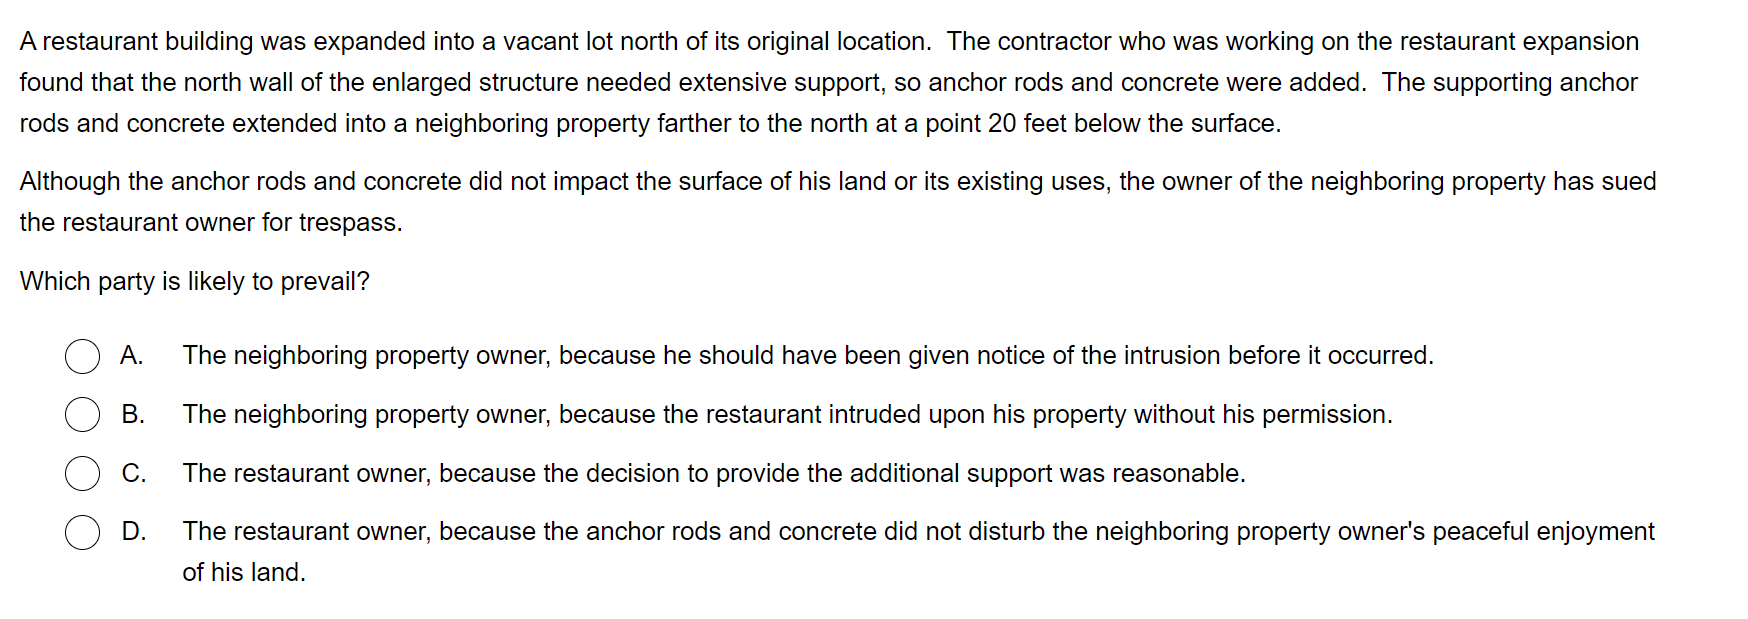 A restaurant building was expanded into a vacant lot north of its original location.  The contractor who was working on the restaurant expansion
found that the north wall of the enlarged structure needed extensive support, so anchor rods and concrete were added.  The supporting anchor
rods and concrete extended into a neighboring property farther to the north at a point 20 feet below the surface.
Although the anchor rods and concrete did not impact the surface of his land or its existing uses, the owner of the neighboring property has sued
the restaurant owner for trespass.
Which party is likely to prevail?
A. The neighboring property owner, because he should have been given notice of the intrusion before it occurred.
B. The neighboring property owner, because the restaurant intruded upon his property without his permission.
C. The restaurant owner, because the decision to provide the additional support was reasonable.
D. The restaurant owner, because the anchor rods and concrete did not disturb the neighboring property owner's peaceful enjoyment
of his land.